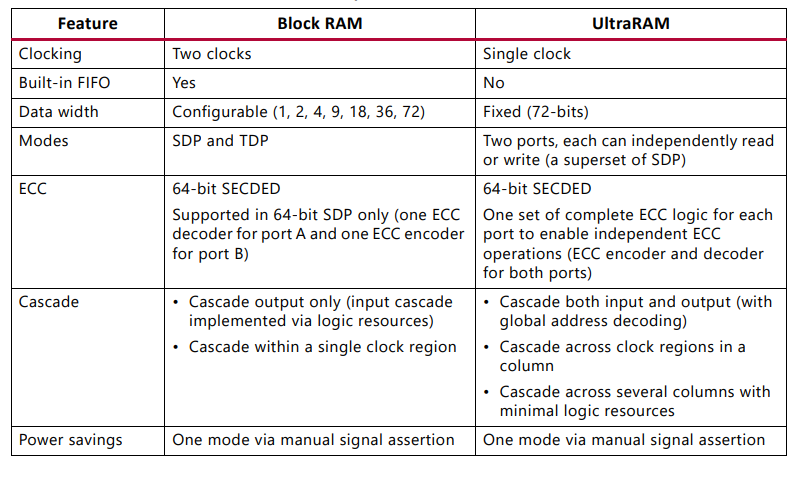 Feature Block RAM UltraRAM
Clocking Two clocks Single clock
Built-in FIFO Yes No
Data width Configurable (1, 2, 4, 9, 18, 36, 72) Fixed (72-bits)
Modes SDP and TDP Two ports, each can independently read
or write (a superset of SDP)
ECC 64-bit SECDED 64-bit SECDED
Supported in 64-bit SDP only (one ECC
decoder for port A and one ECC encoder
for port B)
One set of complete ECC logic for each
port to enable independent ECC
operations (ECC encoder and decoder
for both ports)
Cascade
• Cascade output only (input cascade
implemented via logic resources)
• Cascade within a single clock region
• Cascade both input and output (with
global address decoding)
• Cascade across clock regions in a
column
• Cascade across several columns with
minimal logic resources
Power savings One mode via manual signal assertion One mode via manual signal assertion